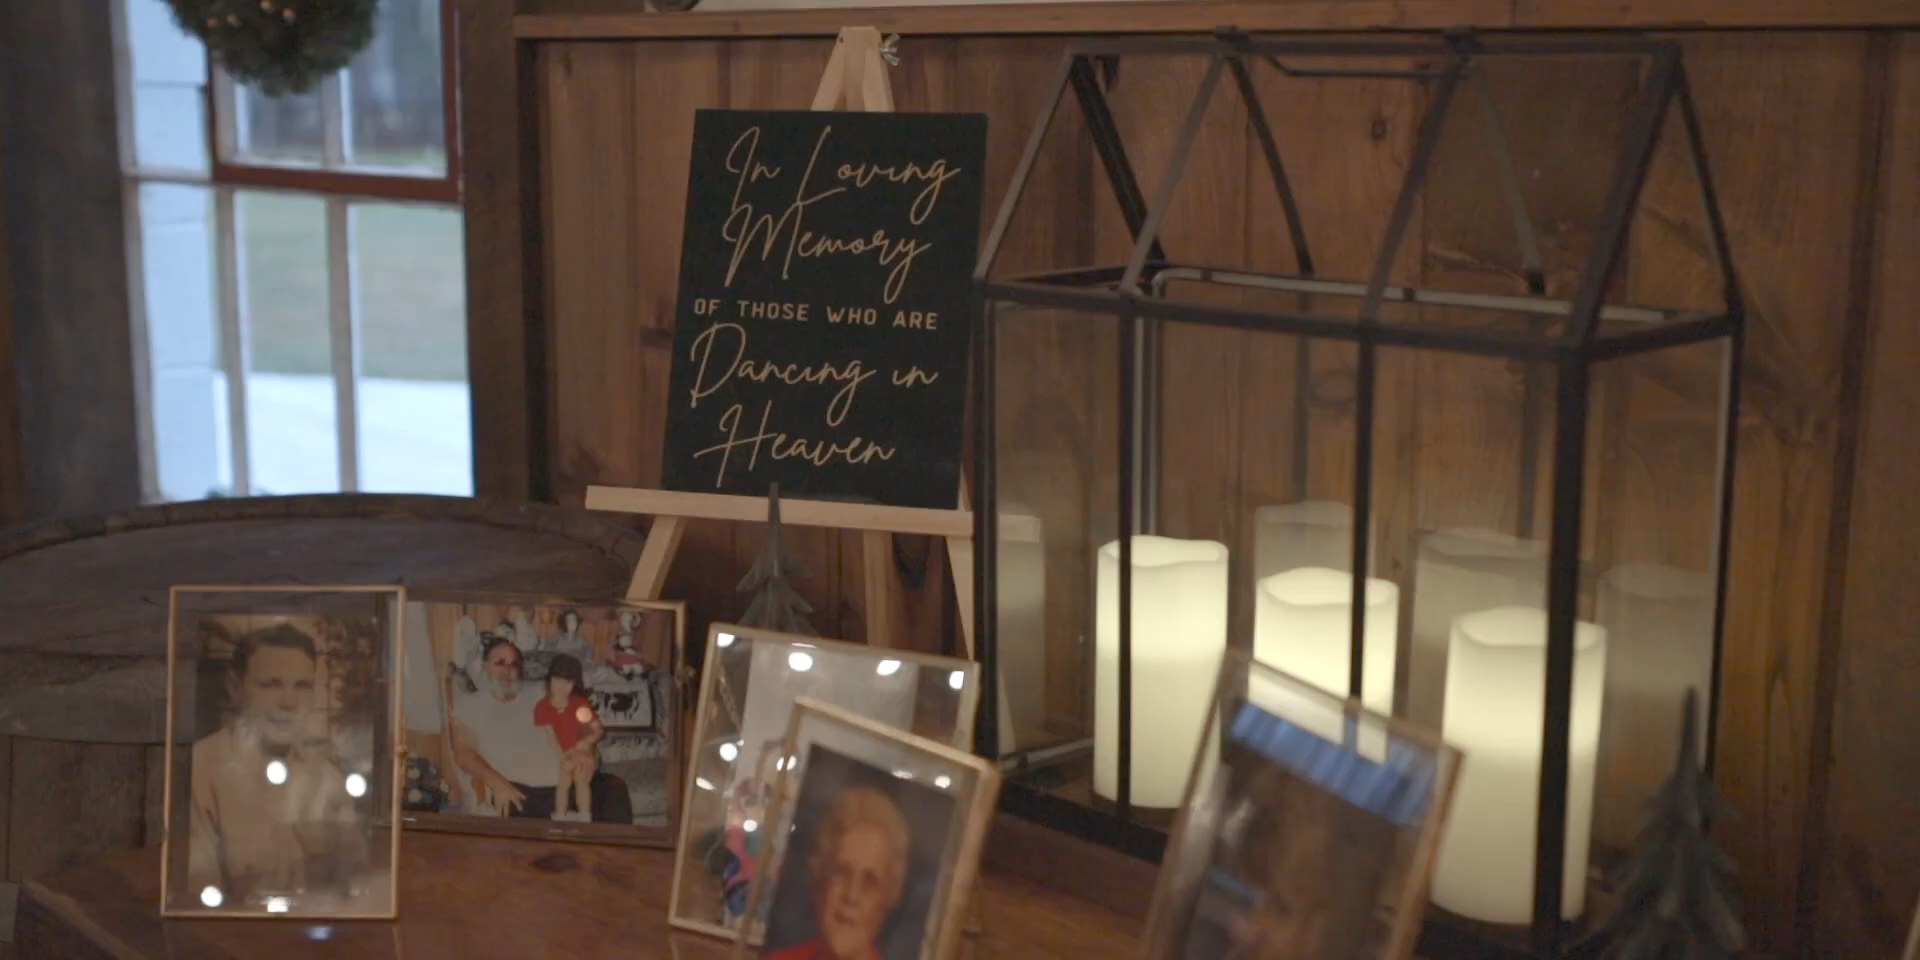 In Loving
Memory
OF THOSE WHO ARE
Dancing in
Heaven